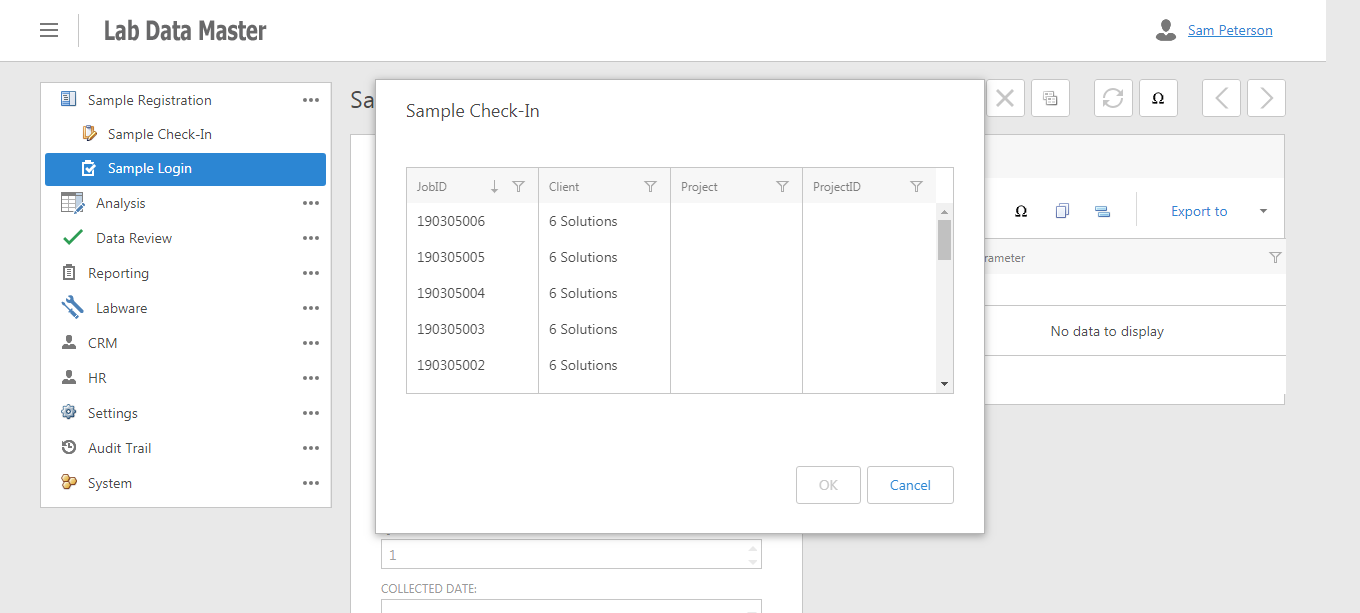 Lab Data Master
Sam Peterson
Sample Registration
Sample Check-In
Sample Login
Analysis
Data Review
Reporting
Labware
CRM
HR
Settings
Audit Trail
System
Sa
Sample Check-In
JobID Client Project ProjectID
190305006 6 Solutions
190305005 6 Solutions
190305004 6 Solutions
190305003 6 Solutions
190305002 6 Solutions
OK Cancel
Ω
Ω Export to
rameter
No data to display
1
COLLECTED DATE: